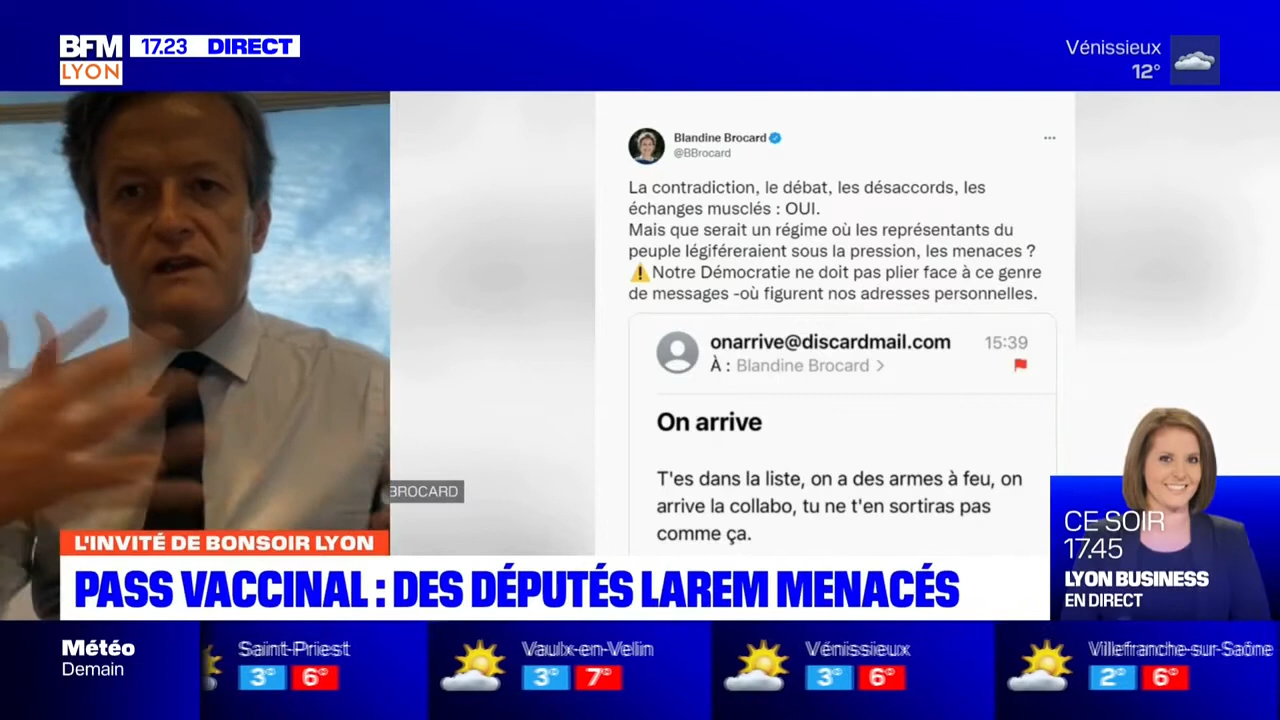 BFM
LYON
17.23 DIRECT
Vénissieux
12°
Blandine Brocard
@BBrocard
La contradiction, le débat, les désaccords, les
échanges musclés : OUI.
Mais que serait un régime où les représentants du
peuple légiféreraient sous la pression, les menaces ?
⚠️Notre Démocratie ne doit pas plier face à ce genre
de messages -où figurent nos adresses personnelles.
onarrive@discardmail.com 15:39
À : Blandine Brocard >
On arrive
T'es dans la liste, on a des armes à feu, on
arrive la collabo, tu ne t'en sortiras pas
comme ça.
BROCARD
L'INVITÉ DE BONSOIR LYON
PASS VACCINAL : DES DÉPUTÉS LAREM MENACÉS
CE SOIR
17.45
LYON BUSINESS
EN DIRECT
Météo
Demain
Saint-Priest
3° 6°
Vaulx-en-Velin
3° 7°
Vénissieux
3° 6°
Villefranche-sur-Saône
2° 6°